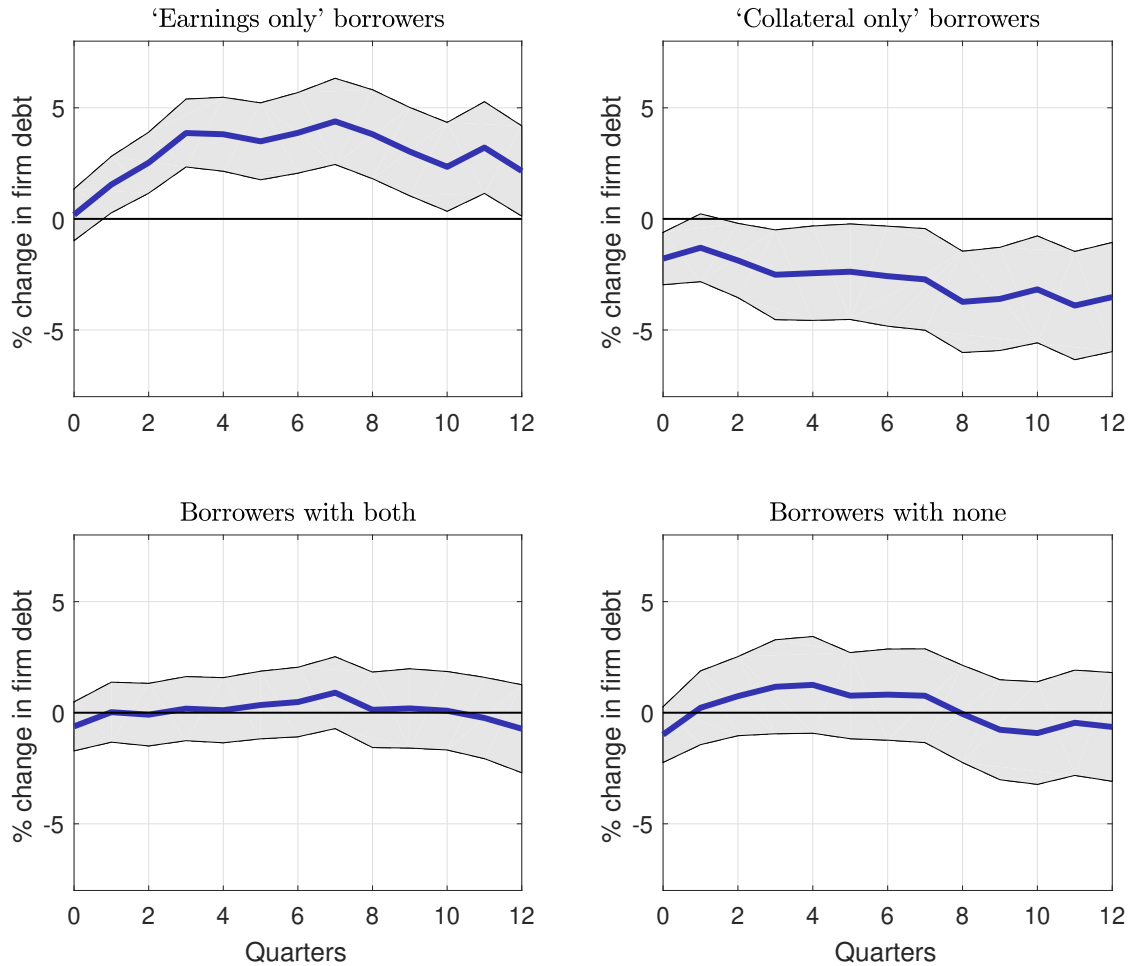 ‘Earnings only’ borrowers
% change in firm debt
5
0
-5
0 2 4 6 8 10 12
‘Collateral only’ borrowers
% change in firm debt
5
0
-5
0 2 4 6 8 10 12
Borrowers with both
% change in firm debt
5
0
-5
0 2 4 6 8 10 12
Quarters
Borrowers with none
% change in firm debt
5
0
-5
0 2 4 6 8 10 12
Quarters